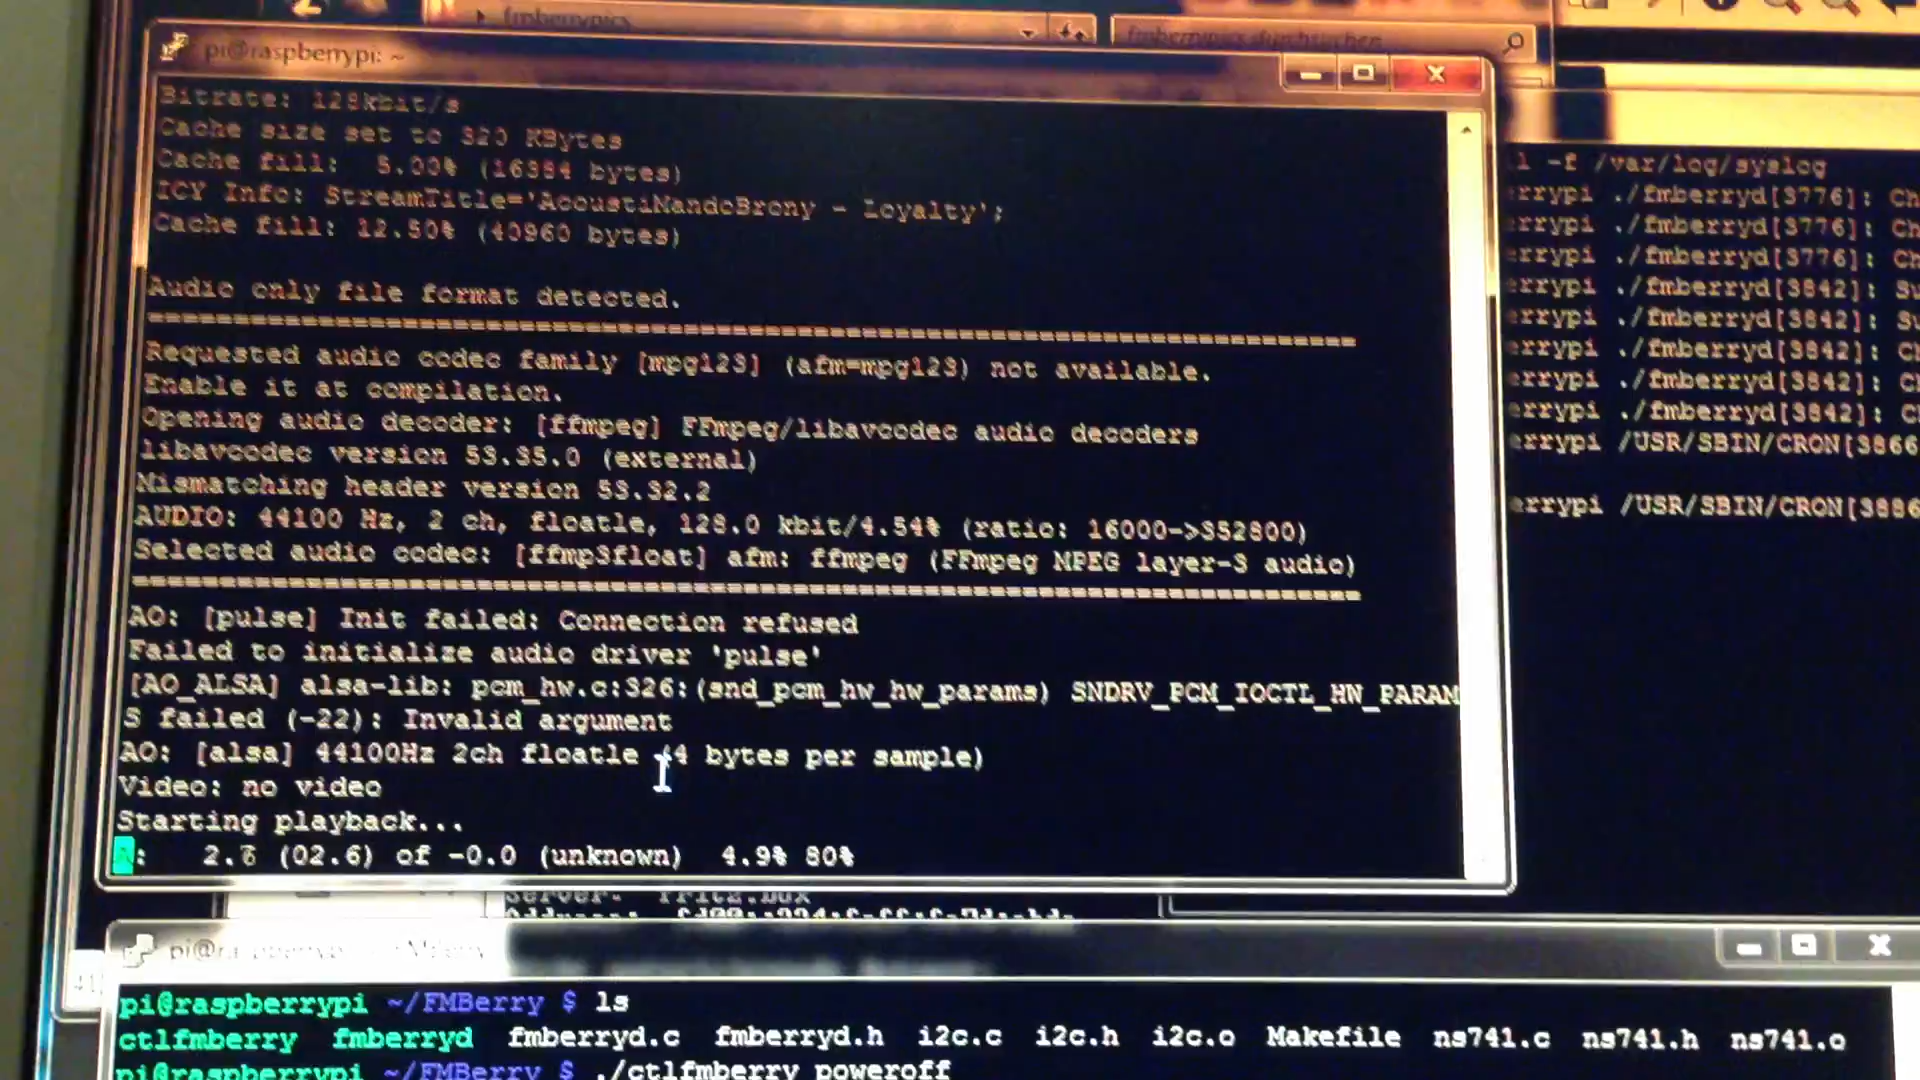 fmberrypics
fmberrypics durchsuchen
pi@raspberrypi: ~
Bitrate: 128kbit/s
Cache size set to 320 KBytes
Cache fill:  5.00% (16384 bytes)
ICY Info: StreamTitle='AcoustiMandoBrony - Loyalty';
Cache fill: 12.50% (40960 bytes)
Audio only file format detected.
==========================================================================
Requested audio codec family [mpg123] (afm=mpg123) not available.
Enable it at compilation.
Opening audio decoder: [ffmpeg] FFmpeg/libavcodec audio decoders
libavcodec version 53.35.0 (external)
Mismatching header version 53.32.2
AUDIO: 44100 Hz, 2 ch, floatle, 128.0 kbit/4.54% (ratio: 16000->352800)
Selected audio codec: [ffmp3float] afm: ffmpeg (FFmpeg MPEG layer-3 audio)
==========================================================================
AO: [pulse] Init failed: Connection refused
Failed to initialize audio driver 'pulse'
[AO_ALSA] alsa-lib: pcm_hw.c:326:(snd_pcm_hw_hw_params) SNDRV_PCM_IOCTL_HW_PARAM
S failed (-22): Invalid argument
AO: [alsa] 44100Hz 2ch floatle (4 bytes per sample)
Video: no video
Starting playback...
A:   2.6 (02.6) of -0.0 (unknown)  4.9% 80%
l -f /var/log/syslog
errypi ./fmberryd[3776]: Ch
errypi ./fmberryd[3776]: Ch
errypi ./fmberryd[3776]: Ch
errypi ./fmberryd[3842]: Su
errypi ./fmberryd[3842]: Su
errypi ./fmberryd[3842]: Ch
errypi ./fmberryd[3842]: Ch
errypi ./fmberryd[3842]: Ch
errypi /USR/SBIN/CRON[3866
errypi /USR/SBIN/CRON[3886
Server:  fritz.box
Address:
41
pi@raspberrypi ~/FMBerry $ ls
ctlfmberry  fmberryd  fmberryd.c  fmberryd.h  i2c.c  i2c.h  i2c.o  Makefile  ns741.c  ns741.h  ns741.o
pi@raspberrypi ~/FMBerry $ ./ctlfmberry poweroff